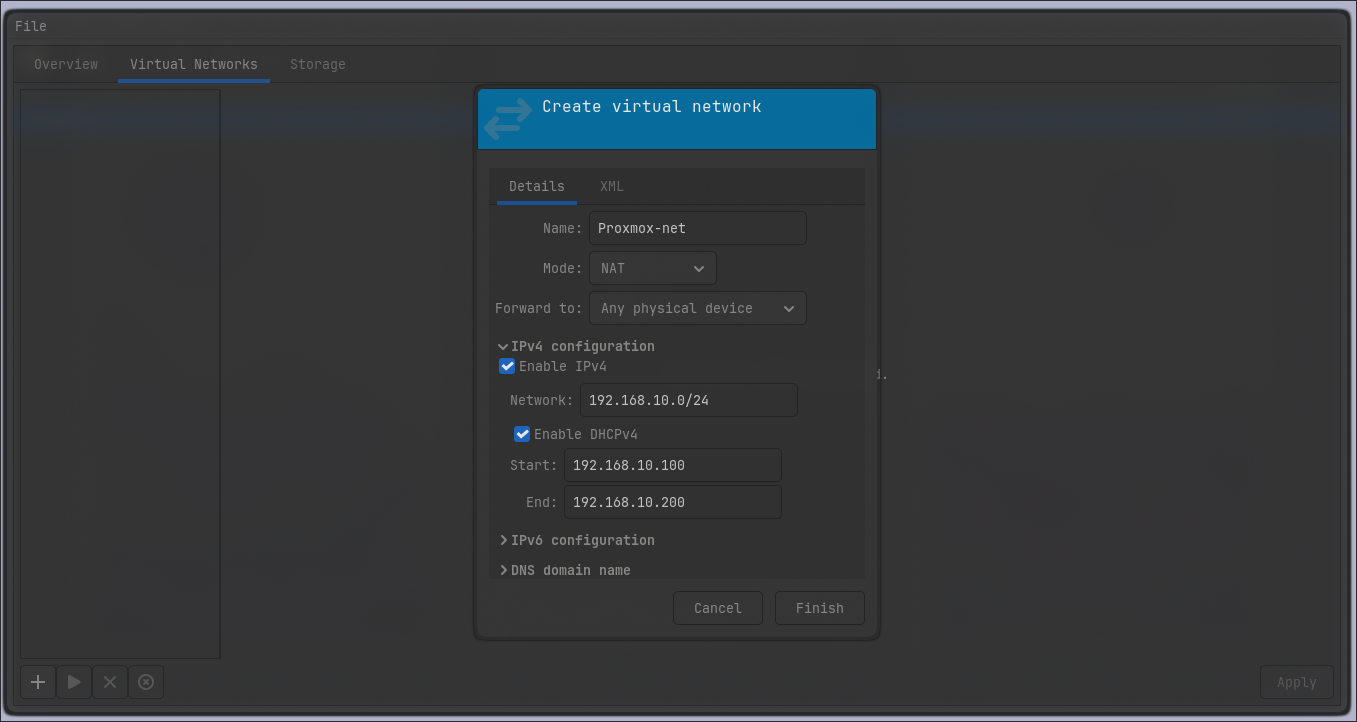 File
Overview Virtual Networks Storage
Create virtual network
Details XML
Name: Proxmox-net
Mode: NAT
Forward to: Any physical device
IPv4 configuration
Enable IPv4
d.
Network: 192.168.10.0/24
Enable DHCPv4
Start: 192.168.10.100
End: 192.168.10.200
IPv6 configuration
DNS domain name
Cancel Finish
Apply